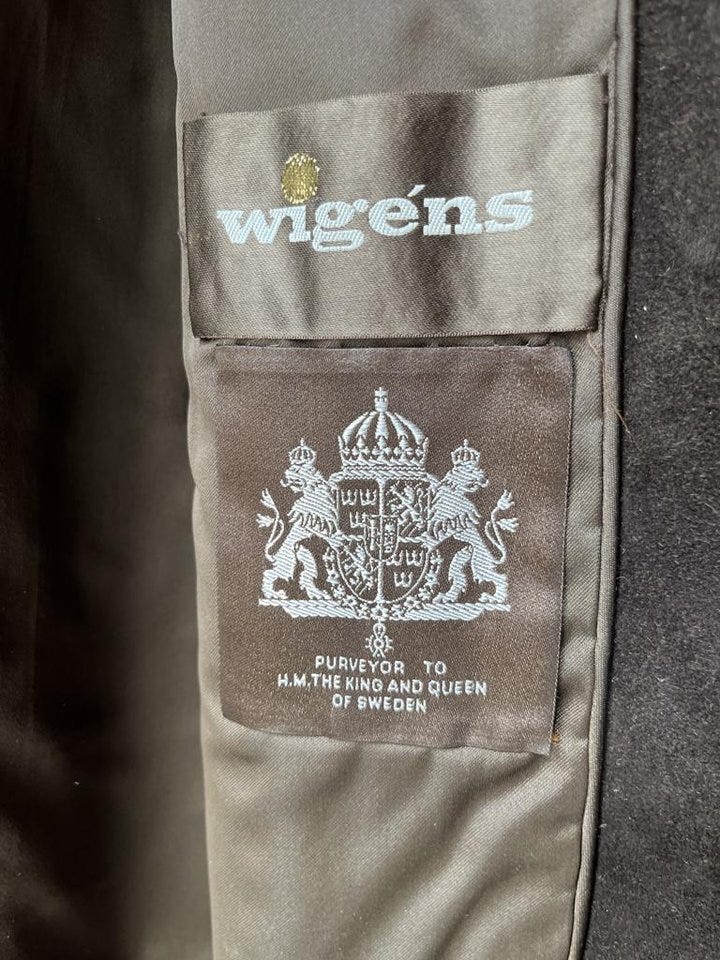 wigéns
PURVEYOR TO
H.M.THE KING AND QUEEN
OF SWEDEN